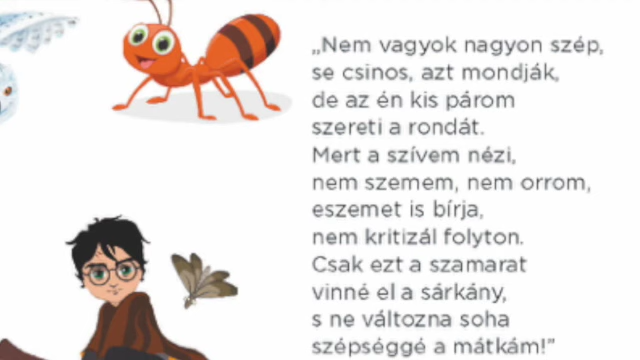 „Nem vagyok nagyon szép,
se csinos, azt mondják,
de az én kis párom
szereti a rondát.
Mert a szívem nézi,
nem szemem, nem orrom,
eszemet is bírja,
nem kritizál folyton.
Csak ezt a szamarat
vinné el a sárkány,
s ne változna soha
szépséggé a mátkám!”